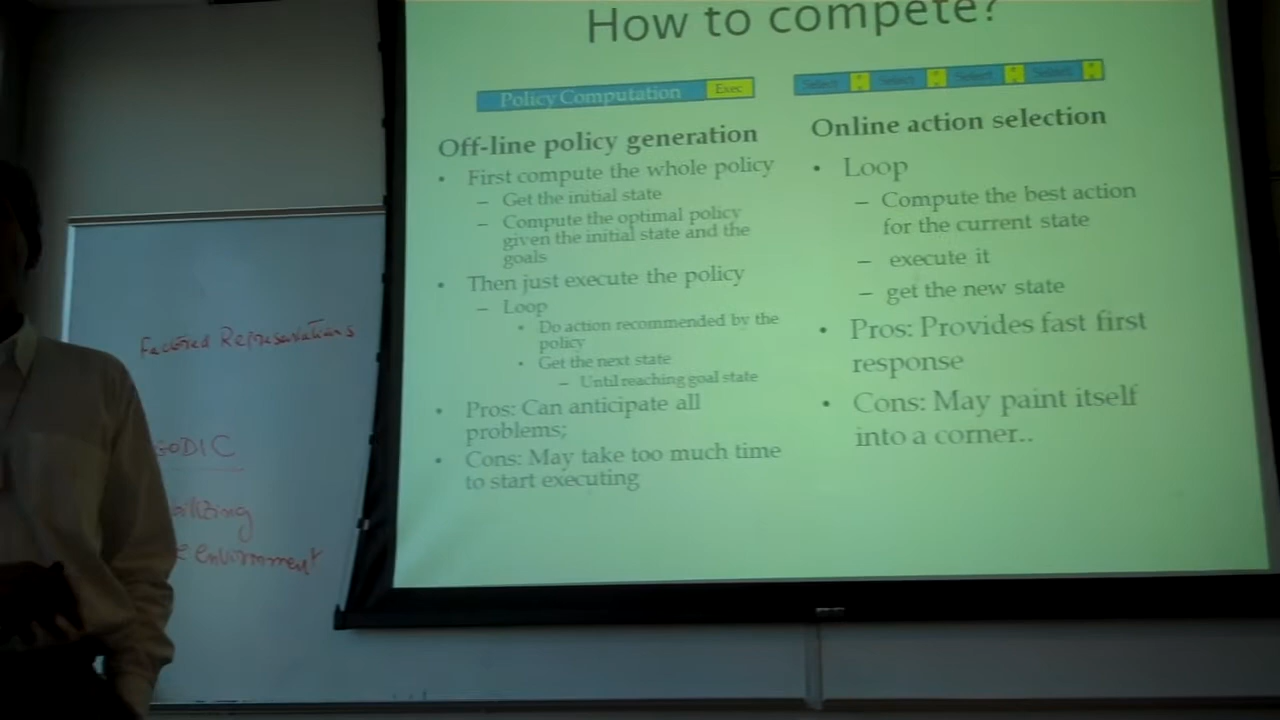 How to compete?
Policy Computation Exec
Select Select Select Select
Off-line policy generation
• First compute the whole policy
– Get the initial state
– Compute the optimal policy
given the initial state and the
goals
• Then just execute the policy
– Loop
• Do action recommended by the
policy
• Get the next state
– Until reaching goal state
• Pros: Can anticipate all
problems;
• Cons: May take too much time
to start executing
Online action selection
• Loop
– Compute the best action
for the current state
– execute it
– get the new state
• Pros: Provides fast first
response
• Cons: May paint itself
into a corner..
Factored Representations
environment